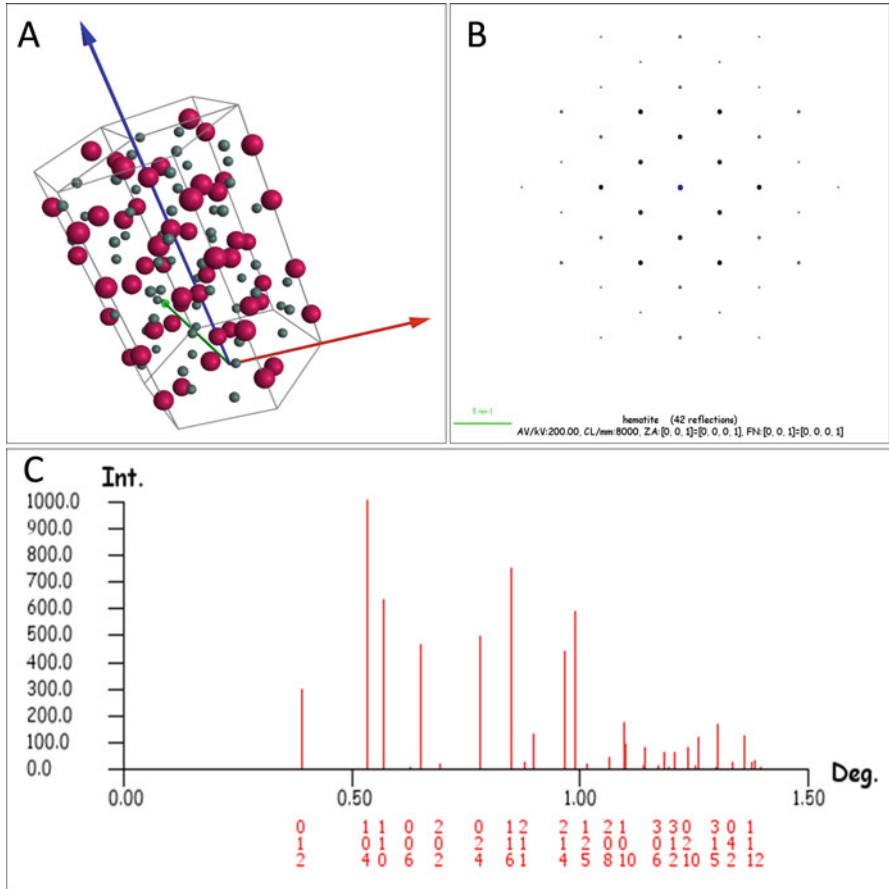 A
B
5 nm-1
hematite (42 reflections)
AV/kV:200.00, CL/mm:8000, ZA:[0, 0, 1]=[0, 0, 0, 1], FN:[0, 0, 1]=[0, 0, 0, 1]
C
Int.
1000.0
900.0
800.0
700.0
600.0
500.0
400.0
300.0
200.0
100.0
0.0
Deg.
0.00 0.50 1.00 1.50
0 1 1 0 2 0 1 2 2 1 2 1 3 3 0 3 0 1
1 0 1 0 0 2 1 1 1 2 0 0 0 1 2 1 4 1
2 4 0 6 2 4 6 1 4 5 8 10 6 2 10 5 2 12